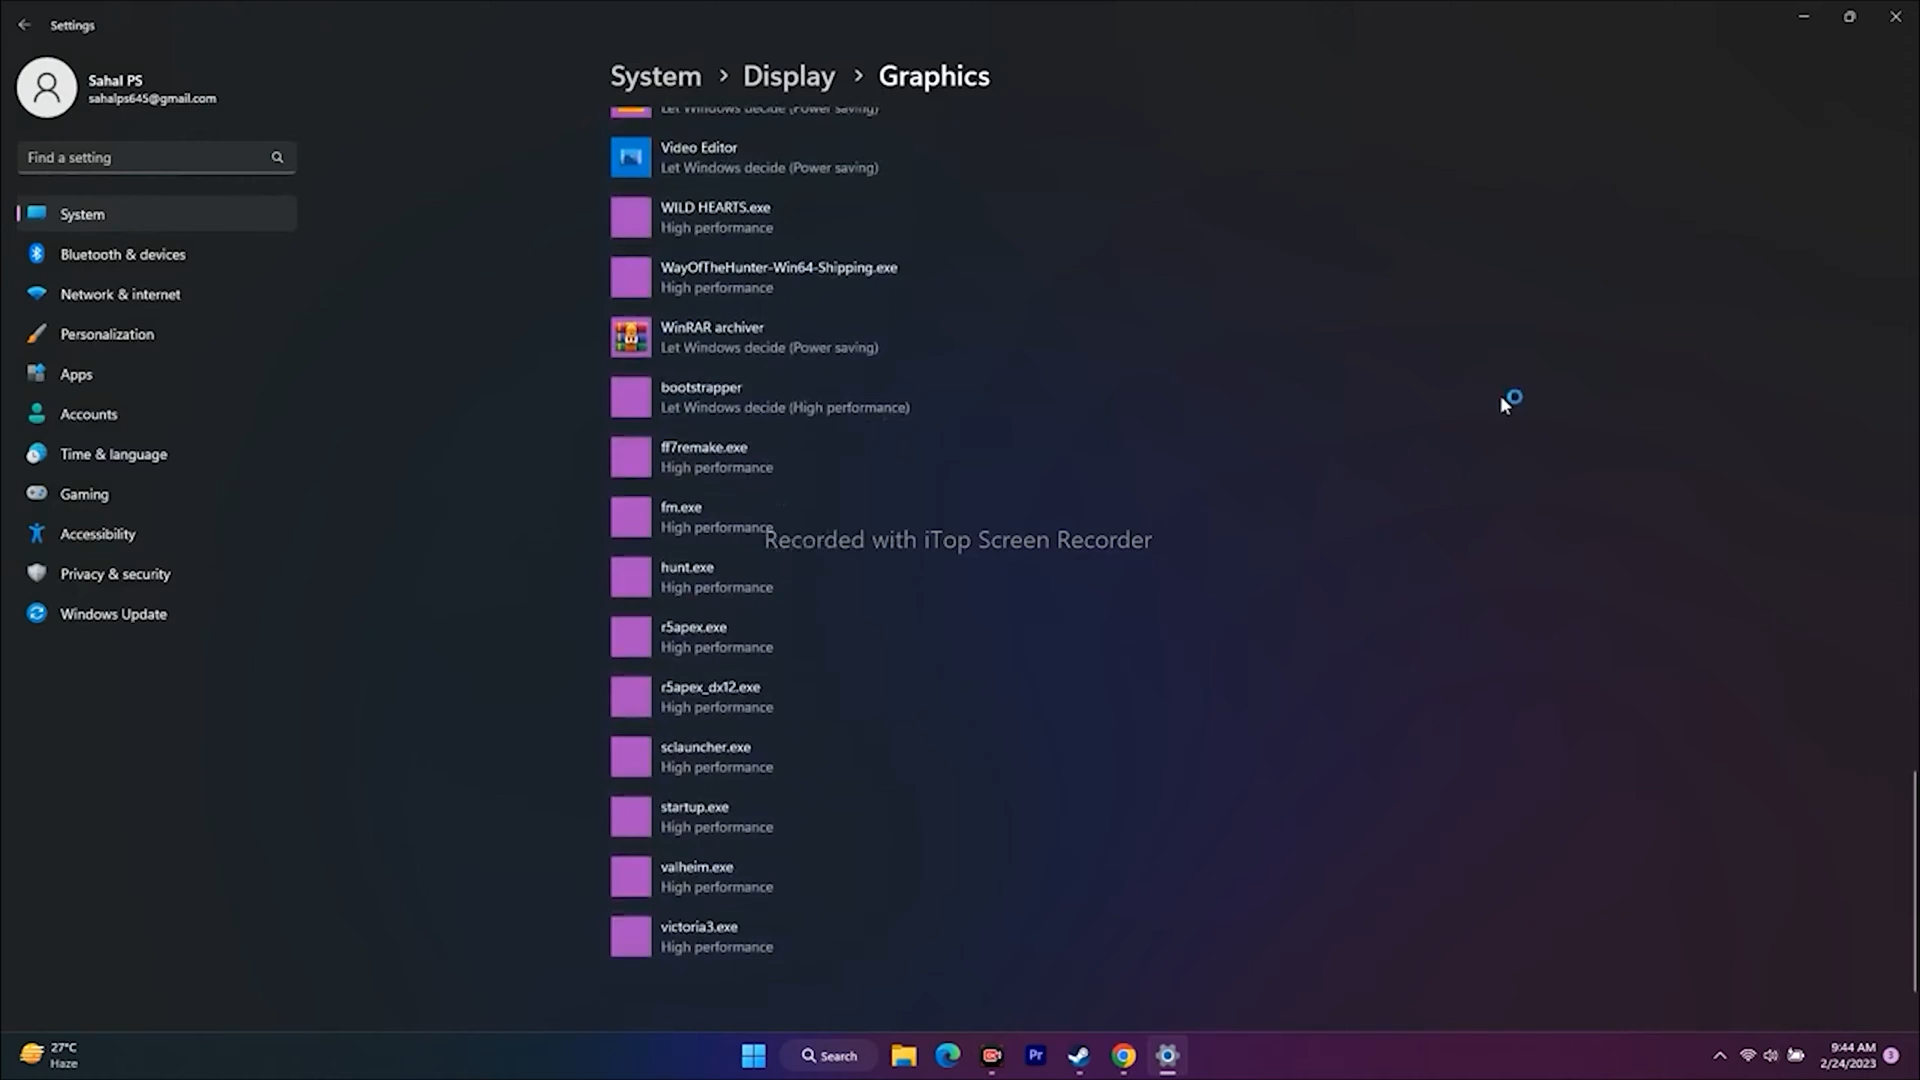 Settings
Sahal PS
sahalps645@gmail.com
Find a setting
System
Bluetooth & devices
Network & internet
Personalization
Apps
Accounts
Time & language
Gaming
Accessibility
Privacy & security
Windows Update
System > Display > Graphics
Let Windows decide (Power saving)
Video Editor
Let Windows decide (Power saving)
WILD HEARTS.exe
High performance
WayOfTheHunter-Win64-Shipping.exe
High performance
WinRAR archiver
Let Windows decide (Power saving)
bootstrapper
Let Windows decide (High performance)
ff7remake.exe
High performance
fm.exe
High performance
Recorded with iTop Screen Recorder
hunt.exe
High performance
r5apex.exe
High performance
r5apex_dx12.exe
High performance
sclauncher.exe
High performance
startup.exe
High performance
valheim.exe
High performance
victoria3.exe
High performance
27°C
Haze
Search
Pr
9:44 AM
2/24/2023
3